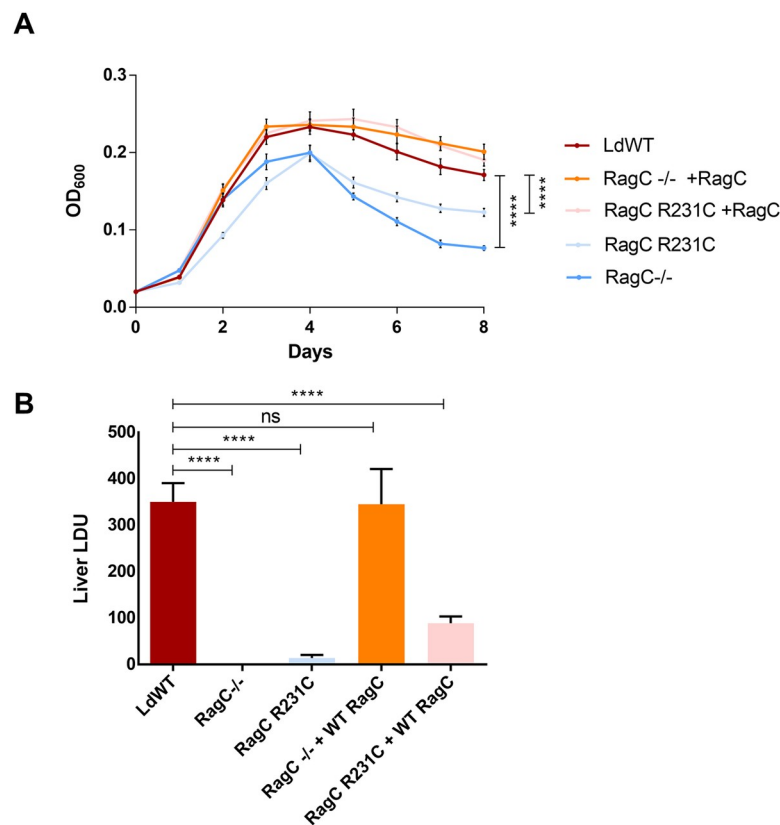 A
0.3
0.2
0.1
0.0
OD600
0 2 4 6 8
Days
****
****
LdWT
RagC -/- +RagC
RagC R231C +RagC
RagC R231C
RagC-/-
B
****
ns
****
****
500
400
300
200
100
0
Liver LDU
LdWT
RagC-/-
RagC R231C
RagC -/- + WT RagC
RagC R231C + WT RagC